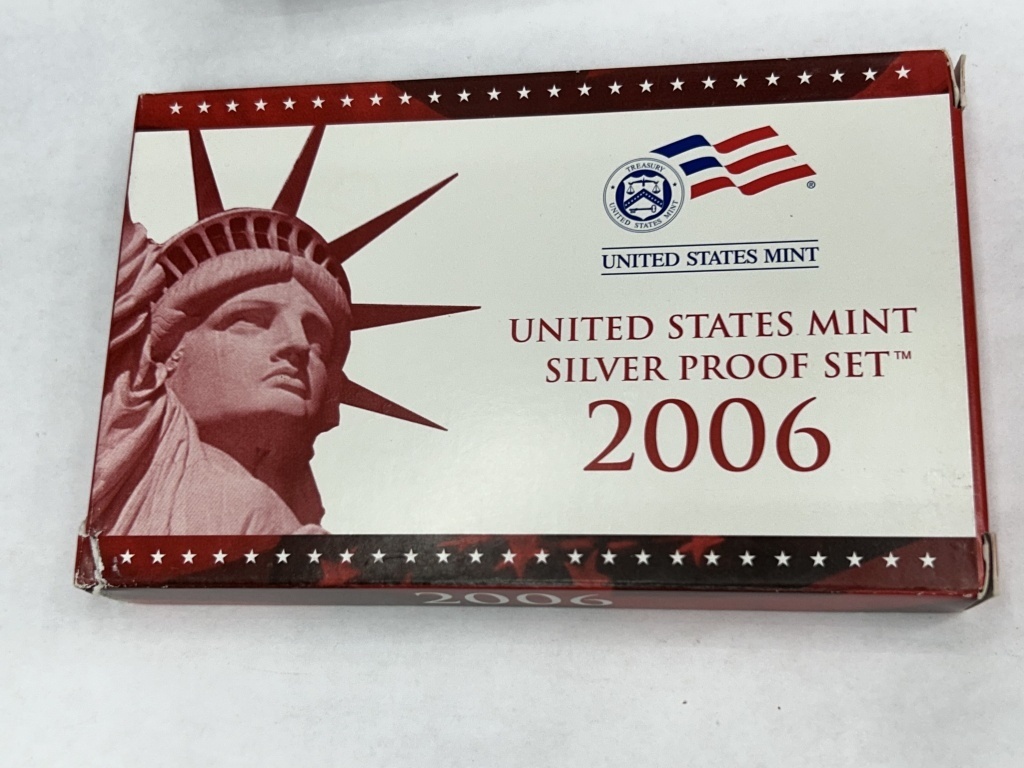 TREASURY
UNITED STATES MINT
®
UNITED STATES MINT
UNITED STATES MINT
SILVER PROOF SET™
2006
2006